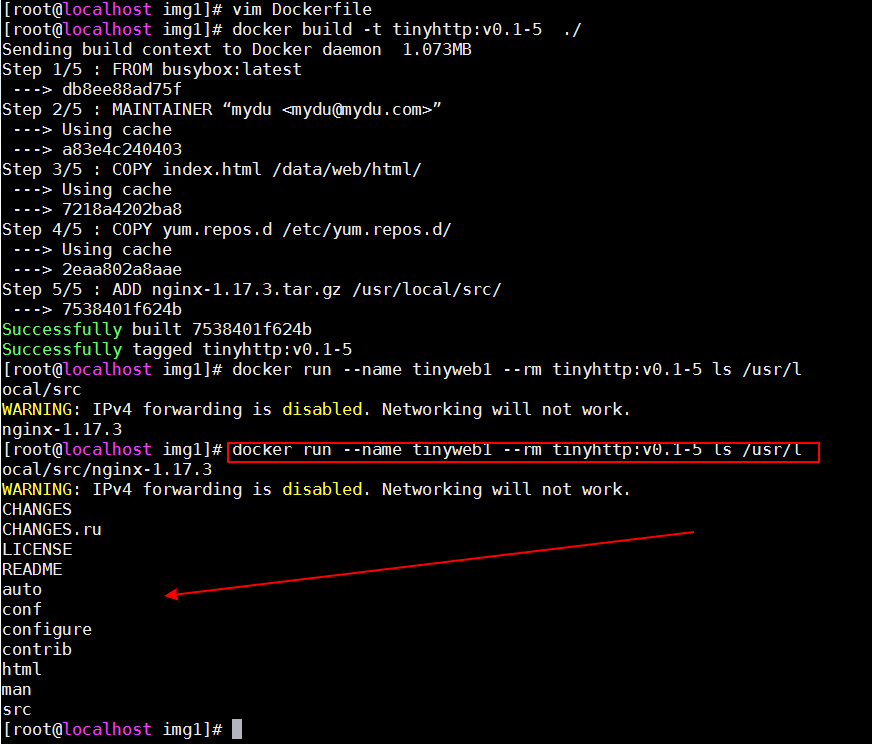 [root@localhost img1]# vim Dockerfile
[root@localhost img1]# docker build -t tinyhttp:v0.1-5  ./
Sending build context to Docker daemon  1.073MB
Step 1/5 : FROM busybox:latest
 ---> db8ee88ad75f
Step 2/5 : MAINTAINER “mydu <mydu@mydu.com>”
 ---> Using cache
 ---> a83e4c240403
Step 3/5 : COPY index.html /data/web/html/
 ---> Using cache
 ---> 7218a4202ba8
Step 4/5 : COPY yum.repos.d /etc/yum.repos.d/
 ---> Using cache
 ---> 2eaa802a8aae
Step 5/5 : ADD nginx-1.17.3.tar.gz /usr/local/src/
 ---> 7538401f624b
Successfully built 7538401f624b
Successfully tagged tinyhttp:v0.1-5
[root@localhost img1]# docker run --name tinyweb1 --rm tinyhttp:v0.1-5 ls /usr/l
ocal/src
WARNING: IPv4 forwarding is disabled. Networking will not work.
nginx-1.17.3
[root@localhost img1]# docker run --name tinyweb1 --rm tinyhttp:v0.1-5 ls /usr/l
ocal/src/nginx-1.17.3
WARNING: IPv4 forwarding is disabled. Networking will not work.
CHANGES
CHANGES.ru
LICENSE
README
auto
conf
configure
contrib
html
man
src
[root@localhost img1]#